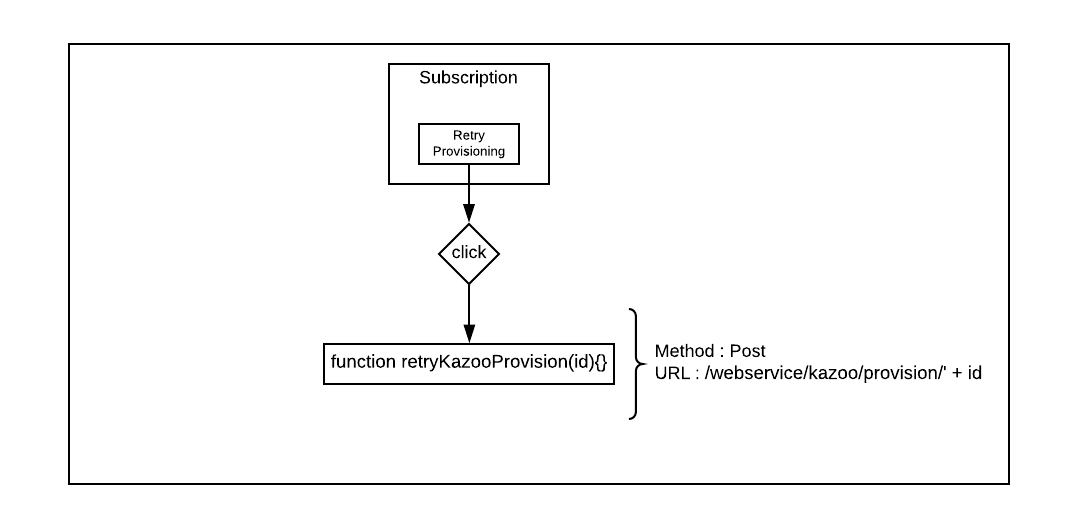 Subscription
Retry
Provisioning
click
function retryKazooProvision(id){}
Method : Post
URL : /webservice/kazoo/provision/' + id